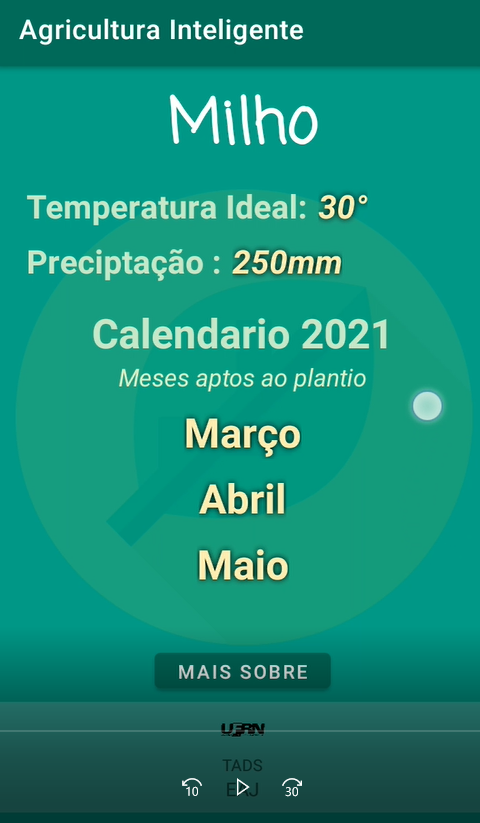 Agricultura Inteligente
Milho
Temperatura Ideal: 30°
Preciptação : 250mm
Calendario 2021
Meses aptos ao plantio
Março
Abril
Maio
MAIS SOBRE
UFRN
TADS
EAJ
10 30